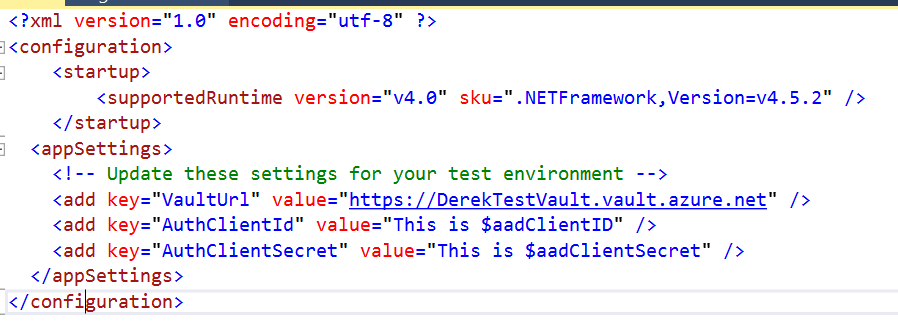 <?xml version="1.0" encoding="utf-8" ?>
<configuration>
    <startup>
        <supportedRuntime version="v4.0" sku=".NETFramework,Version=v4.5.2" />
    </startup>
  <appSettings>
    <!-- Update these settings for your test environment -->
    <add key="VaultUrl" value="https://DerekTestVault.vault.azure.net" />
    <add key="AuthClientId" value="This is $aadClientID" />
    <add key="AuthClientSecret" value="This is $aadClientSecret" />
  </appSettings>
</configuration>